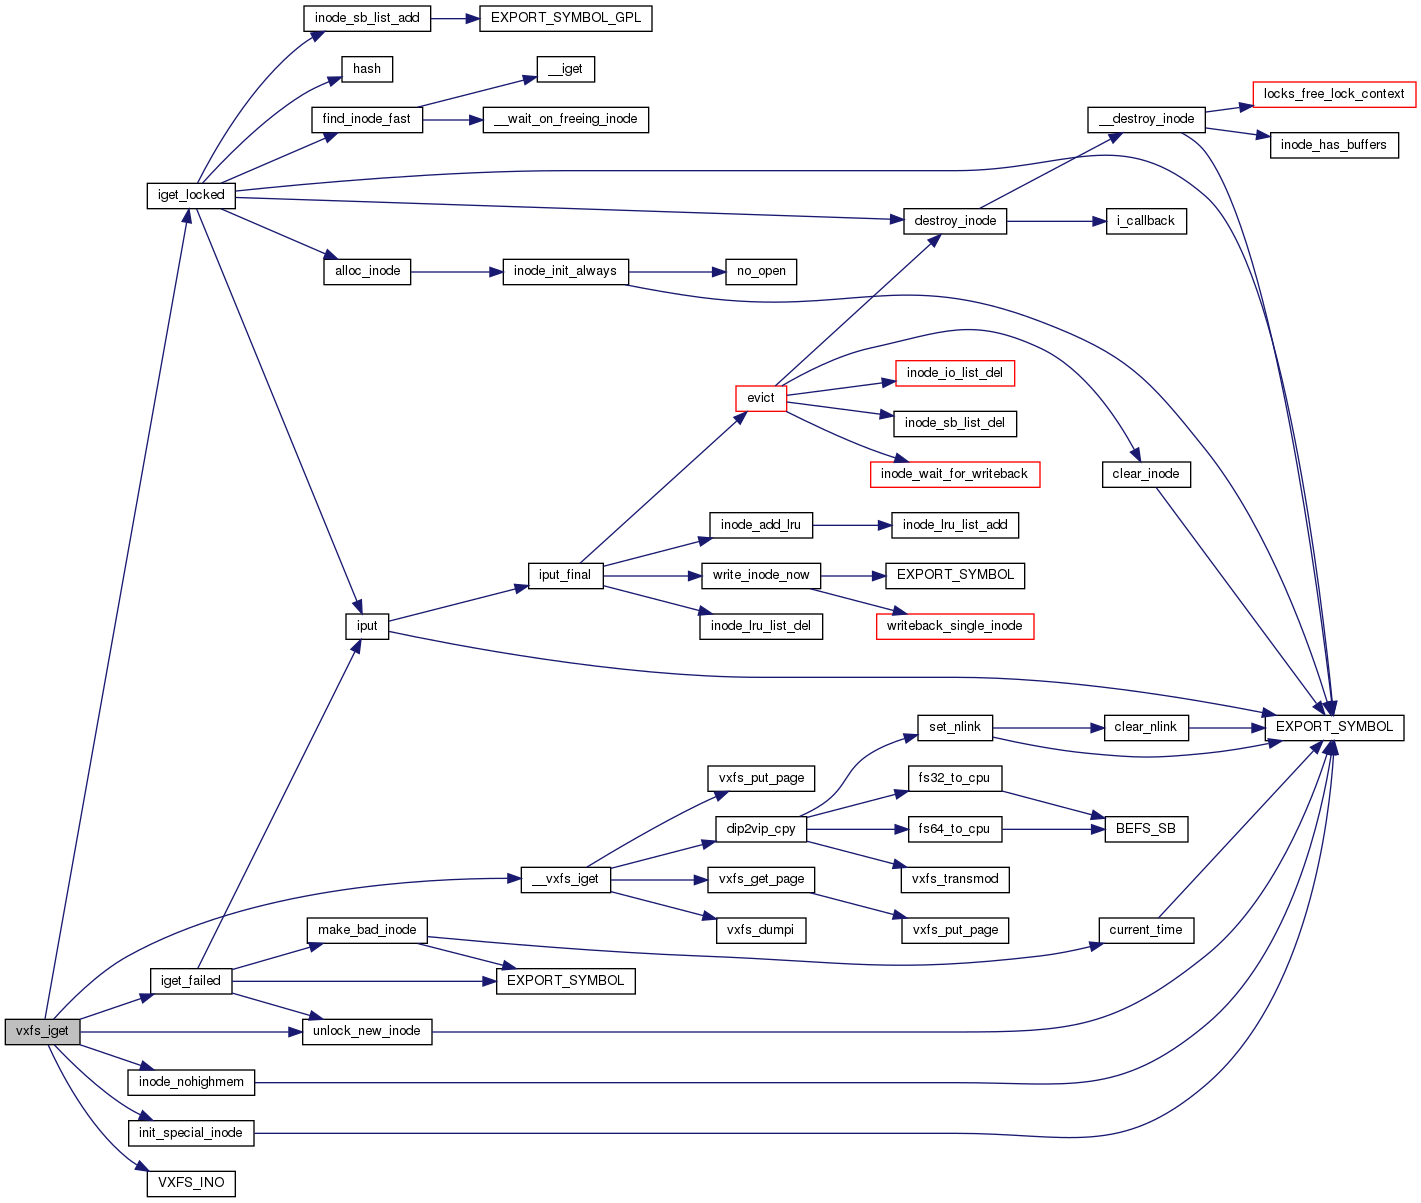 inode_sb_list_add
EXPORT_SYMBOL_GPL
hash
__iget
find_inode_fast
__wait_on_freeing_inode
locks_free_lock_context
__destroy_inode
inode_has_buffers
iget_locked
destroy_inode
i_callback
alloc_inode
inode_init_always
no_open
evict
inode_io_list_del
inode_sb_list_del
inode_wait_for_writeback
clear_inode
inode_add_lru
inode_lru_list_add
iput_final
write_inode_now
EXPORT_SYMBOL
iput
inode_lru_list_del
writeback_single_inode
set_nlink
clear_nlink
EXPORT_SYMBOL
vxfs_put_page
fs32_to_cpu
dip2vip_cpy
fs64_to_cpu
BEFS_SB
__vxfs_iget
vxfs_get_page
vxfs_transmod
make_bad_inode
vxfs_dumpi
vxfs_put_page
current_time
iget_failed
EXPORT_SYMBOL
vxfs_iget
unlock_new_inode
inode_nohighmem
init_special_inode
VXFS_INO